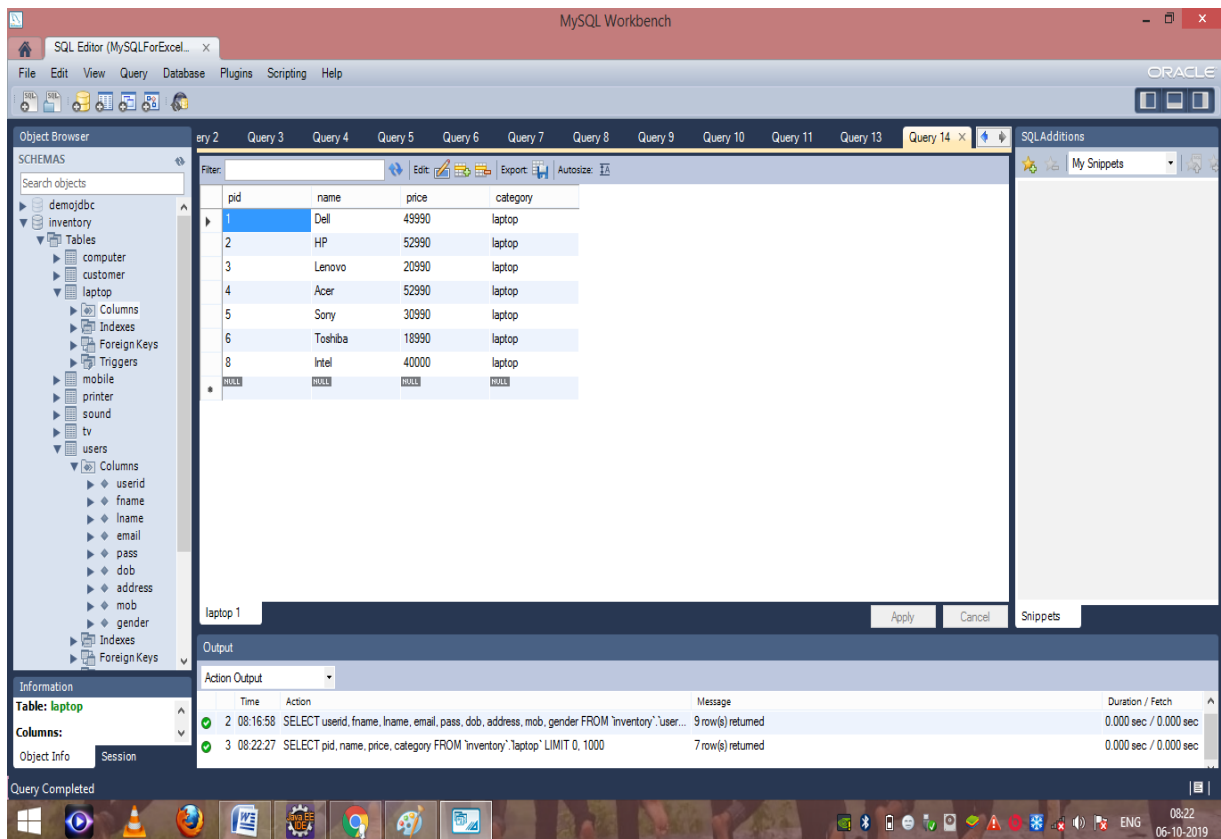 MySQL Workbench
SQL Editor (MySQLForExcel...
File Edit View Query Database Plugins Scripting Help
ORACLE
Object Browser
ery 2 Query 3 Query 4 Query 5 Query 6 Query 7 Query 8 Query 9 Query 10 Query 11 Query 13 Query 14
SQLAdditions
SCHEMAS
Search objects
Filter: Edit: Export: Autosize:
My Snippets
demojdbc
inventory
Tables
computer
customer
laptop
Columns
Indexes
Foreign Keys
Triggers
mobile
printer
sound
tv
users
Columns
userid
fname
lname
email
pass
dob
address
mob
gender
Indexes
Foreign Keys
pid name price category
1 Dell 49990 laptop
2 HP 52990 laptop
3 Lenovo 20990 laptop
4 Acer 52990 laptop
5 Sony 30990 laptop
6 Toshiba 18990 laptop
8 Intel 40000 laptop
NULL NULL NULL NULL
laptop 1
Apply Cancel
Snippets
Output
Action Output
Time Action Message Duration / Fetch
2 08:16:58 SELECT userid, fname, lname, email, pass, dob, address, mob, gender FROM `inventory`.`user... 9 row(s) returned 0.000 sec / 0.000 sec
3 08:22:27 SELECT pid, name, price, category FROM `inventory`.`laptop` LIMIT 0, 1000 7 row(s) returned 0.000 sec / 0.000 sec
Information
Table: laptop
Columns:
Object Info Session
Query Completed
ENG
08:22
06-10-2019